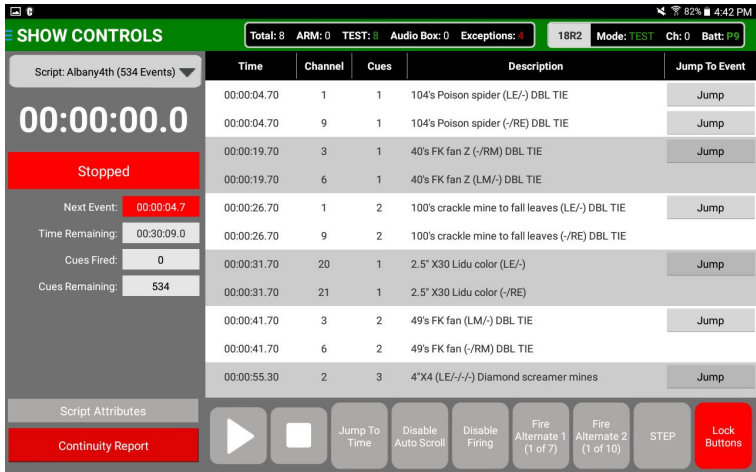 82% 4:42 PM
SHOW CONTROLS
Total: 8 ARM: 0 TEST: 8 Audio Box: 0 Exceptions: 4
18R2 Mode: TEST Ch: 0 Batt: P9
Script: Albany4th (534 Events)
00:00:00.0
Stopped
Next Event: 00:00:04.7
Time Remaining: 00:30:09.0
Cues Fired: 0
Cues Remaining: 534
Script Attributes
Continuity Report
Time Channel Cues Description Jump To Event
00:00:04.70 1 1 104's Poison spider (LE/-) DBL TIE Jump
00:00:04.70 9 1 104's Poison spider (-/RE) DBL TIE
00:00:19.70 3 1 40's FK fan Z (-/RM) DBL TIE Jump
00:00:19.70 6 1 40's FK fan Z (LM/-) DBL TIE
00:00:26.70 1 2 100's crackle mine to fall leaves (LE/-) DBL TIE Jump
00:00:26.70 9 2 100's crackle mine to fall leaves (-/RE) DBL TIE
00:00:31.70 20 1 2.5" X30 Lidu color (LE/-) Jump
00:00:31.70 21 1 2.5" X30 Lidu color (-/RE)
00:00:41.70 3 2 49's FK fan (LM/-) DBL TIE Jump
00:00:41.70 6 2 49's FK fan (-/RM) DBL TIE
00:00:55.30 2 3 4"X4 (LE/-/-/-) Diamond screamer mines Jump
Jump To
Time
Disable
Auto Scroll
Disable
Firing
Fire
Alternate 1
(1 of 7)
Fire
Alternate 2
(1 of 10)
STEP
Lock
Buttons